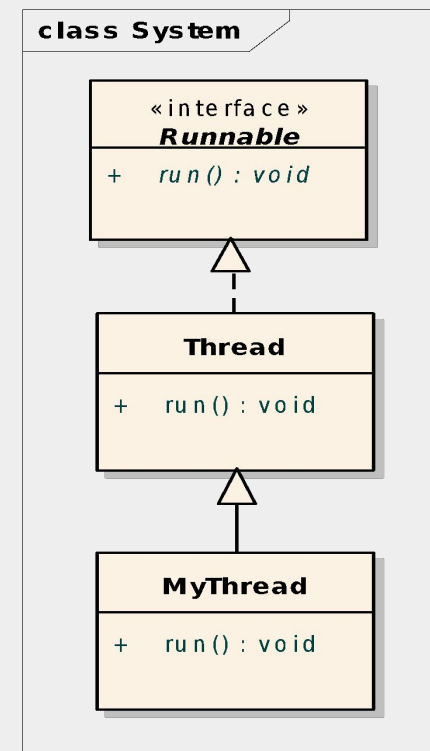 class System
«interface»
Runnable
+ run() : void
Thread
+ run() : void
MyThread
+ run() : void